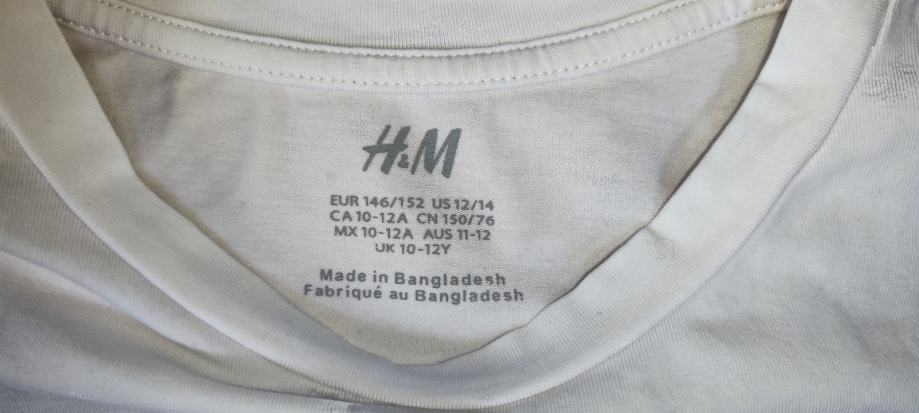 H&M
EUR 146/152 US 12/14
CA 10-12A CN 150/76
MX 10-12A AUS 11-12
UK 10-12Y
Made in Bangladesh
Fabriqué au Bangladesh